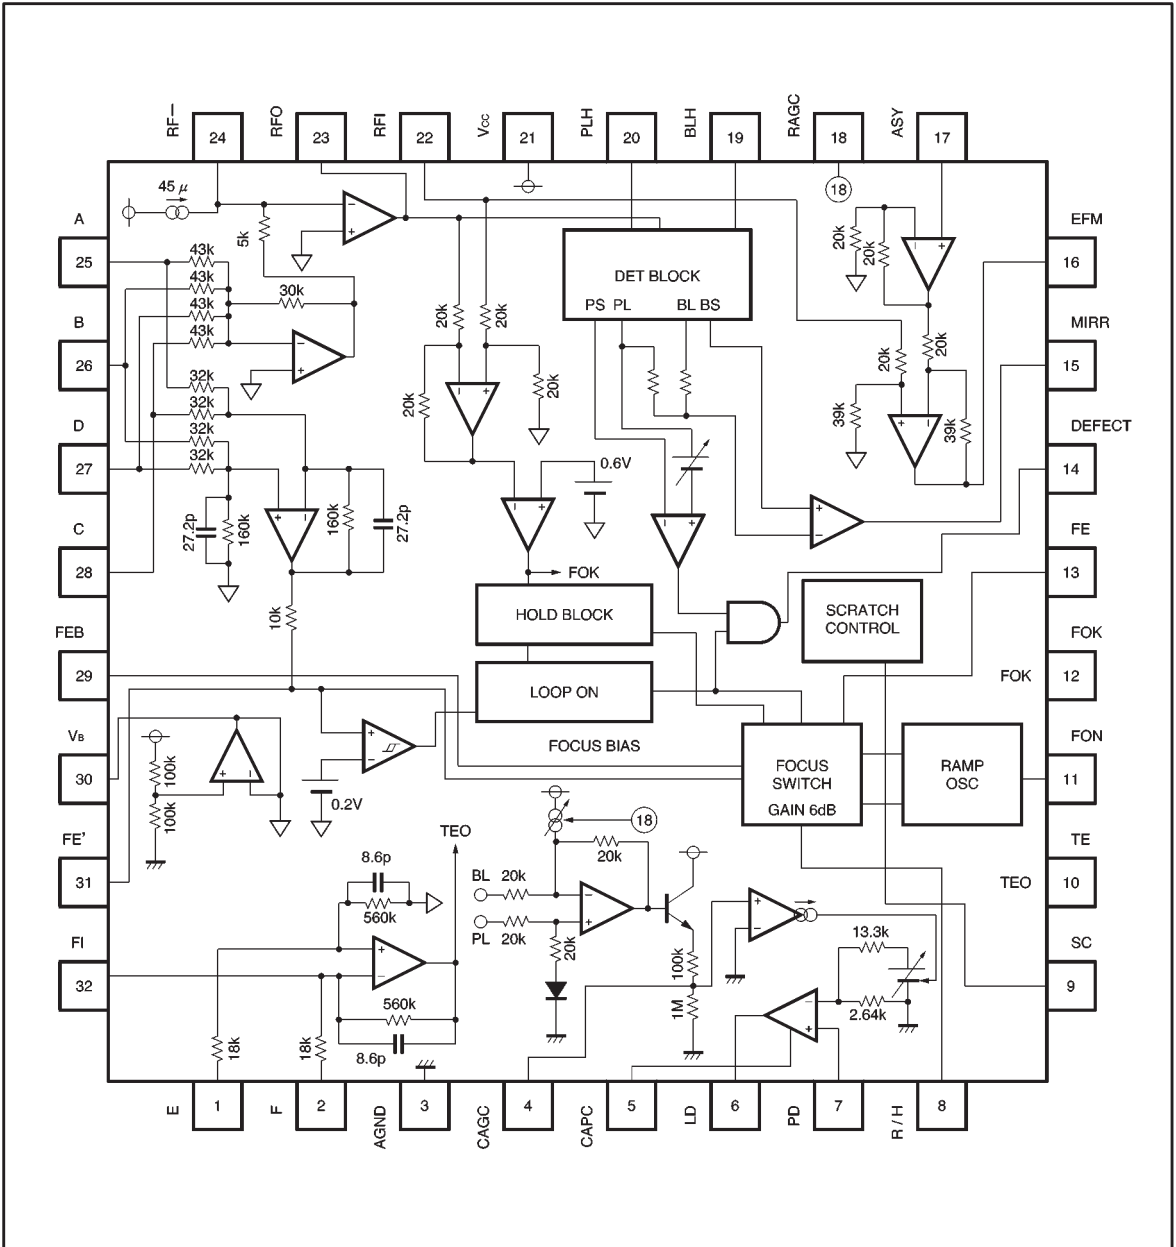 RF−
RFO
RFI
Vcc
PLH
BLH
RAGC
ASY
24
23
22
21
20
19
18
17
45 μ
18
A
EFM
5k
20k
20k
43k
25
16
43k
DET BLOCK
30k
B
43k
PS PL
BL BS
MIRR
43k
20k
20k
20k
20k
26
15
32k
20k
20k
32k
39k
39k
D
32k
DEFECT
27
32k
0.6V
14
27.2p
160k
160k
27.2p
C
FE
28
FOK
13
10k
HOLD BLOCK
SCRATCH
CONTROL
FEB
FOK
29
LOOP ON
FOK
12
VB
FOCUS BIAS
FON
30
100k
100k
FOCUS
SWITCH
GAIN 6dB
RAMP
OSC
11
0.2V
FE'
TEO
18
TE
20k
31
8.6p
BL 20k
TEO
10
560k
PL 20k
20k
13.3k
FI
100k
SC
32
560k
1M
2.64k
9
18k
18k
8.6p
1
2
3
4
5
6
7
8
E
F
AGND
CAGC
CAPC
LD
PD
R / H